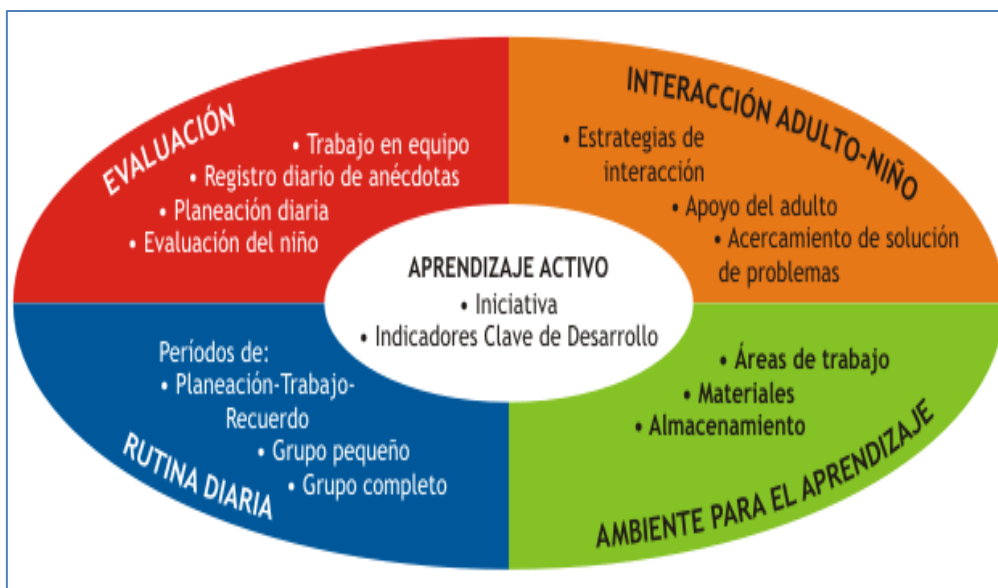 EVALUACIÓN
• Trabajo en equipo
• Registro diario de anécdotas
• Planeación diaria
• Evaluación del niño
INTERACCIÓN ADULTO-NIÑO
• Estrategias de
interacción
• Apoyo del adulto
• Acercamiento de solución
de problemas
APRENDIZAJE ACTIVO
• Iniciativa
• Indicadores Clave de Desarrollo
Períodos de:
• Planeación-Trabajo-
Recuerdo
• Grupo pequeño
• Grupo completo
RUTINA DIARIA
• Áreas de trabajo
• Materiales
• Almacenamiento
AMBIENTE PARA EL APRENDIZAJE